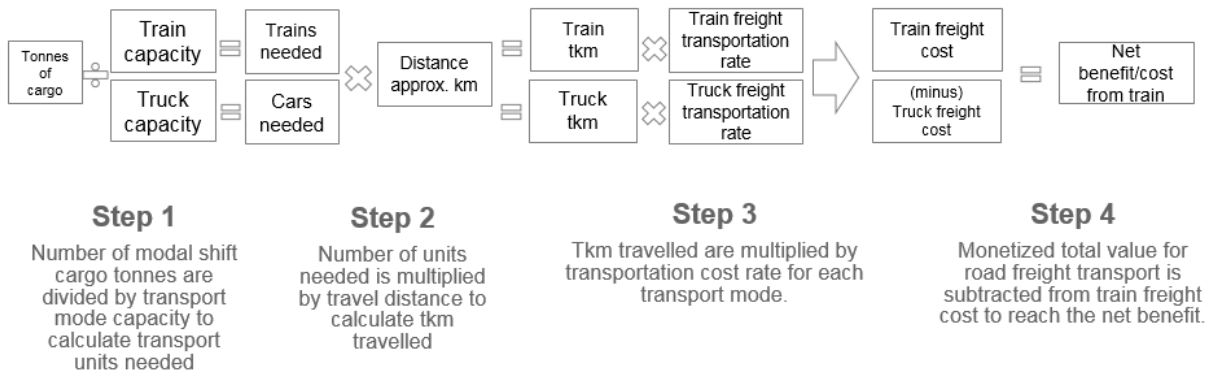 Tonnes
of
cargo
Train
capacity
Truck
capacity
Trains
needed
Cars
needed
Distance
approx. km
Train
tkm
Truck
tkm
Train freight
transportation
rate
Truck freight
transportation
rate
Train freight
cost
(minus)
Truck freight
cost
Net
benefit/cost
from train
Step 1
Number of modal shift
cargo tonnes are
divided by transport
mode capacity to
calculate transport
units needed
Step 2
Number of units
needed is multiplied
by travel distance to
calculate tkm
travelled
Step 3
Tkm travelled are multiplied by
transportation cost rate for each
transport mode.
Step 4
Monetized total value for
road freight transport is
subtracted from train freight
cost to reach the net benefit.